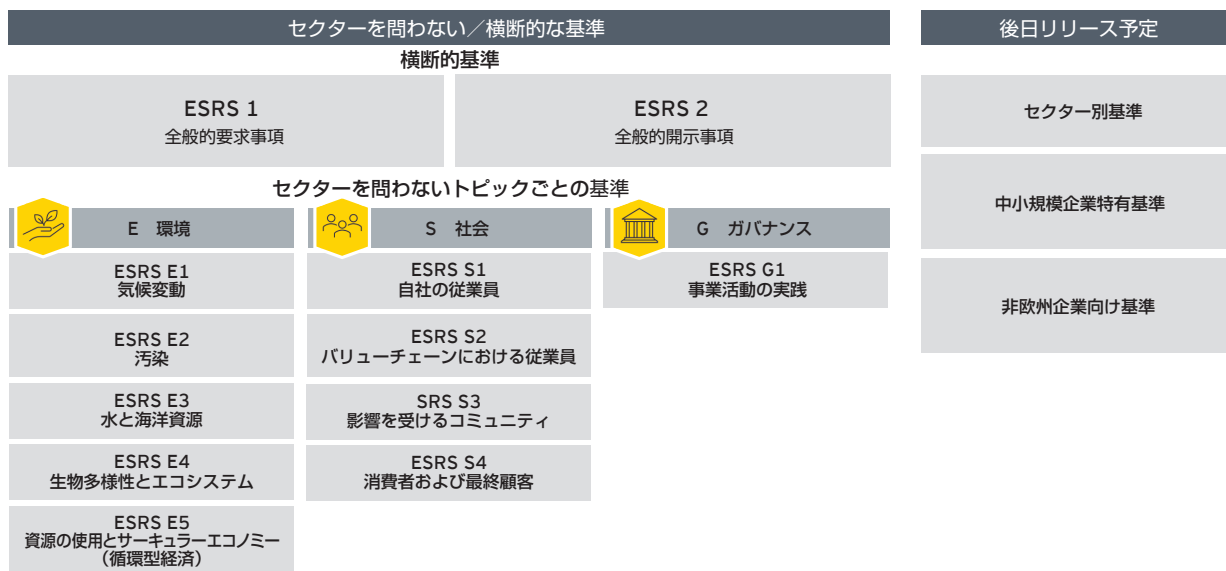 セクターを問わない／横断的な基準
横断的基準
ESRS 1
全般的要求事項
ESRS 2
全般的開示事項
セクターを問わないトピックごとの基準
E 環境
ESRS E1
気候変動
ESRS E2
汚染
ESRS E3
水と海洋資源
ESRS E4
生物多様性とエコシステム
ESRS E5
資源の使用とサーキュラーエコノミー
（循環型経済）
S 社会
ESRS S1
自社の従業員
ESRS S2
バリューチェーンにおける従業員
SRS S3
影響を受けるコミュニティ
ESRS S4
消費者および最終顧客
G ガバナンス
ESRS G1
事業活動の実践
後日リリース予定
セクター別基準
中小規模企業特有基準
非欧州企業向け基準